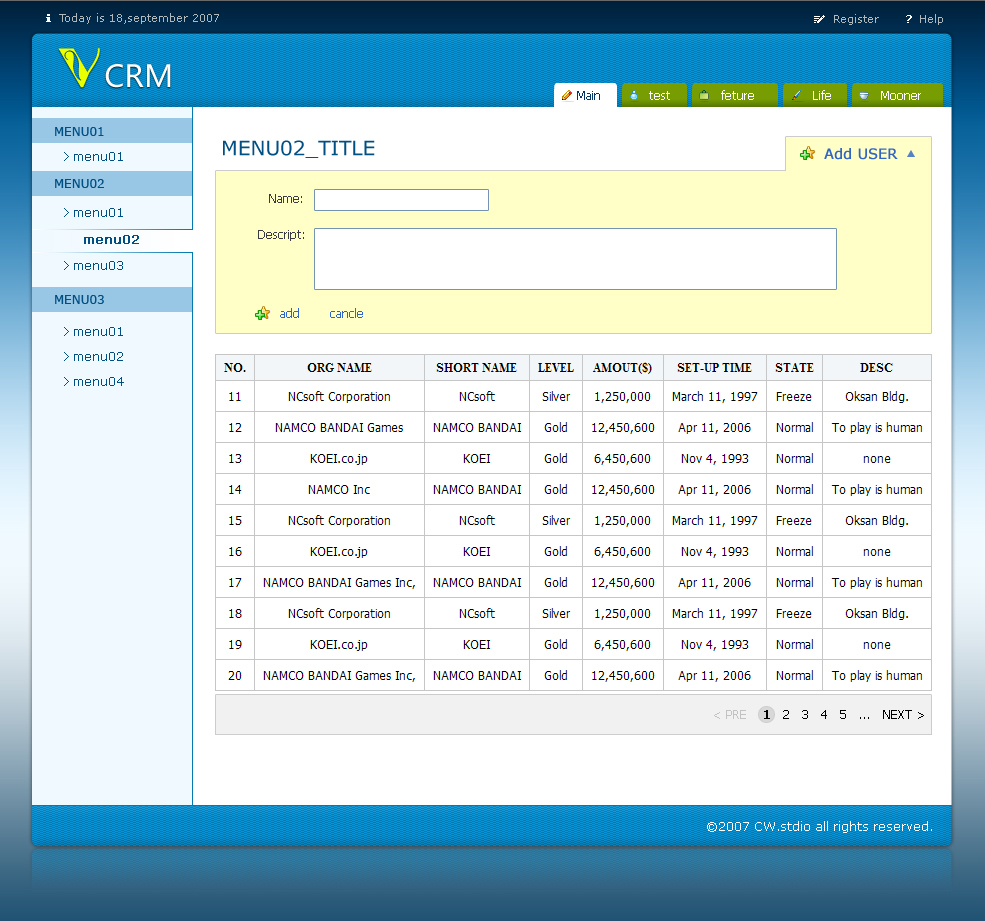 Today is 18,september 2007
Register
Help
CRM
Main
test
feture
Life
Mooner
MENU01
> menu01
MENU02
> menu01
menu02
> menu03
MENU03
> menu01
> menu02
> menu04
MENU02_TITLE
Add USER ▲
Name:
Descript:
add cancle
NO. ORG NAME SHORT NAME LEVEL AMOUT($) SET-UP TIME STATE DESC
11 NCsoft Corporation NCsoft Silver 1,250,000 March 11, 1997 Freeze Oksan Bldg.
12 NAMCO BANDAI Games NAMCO BANDAI Gold 12,450,600 Apr 11, 2006 Normal To play is human
13 KOEI.co.jp KOEI Gold 6,450,600 Nov 4, 1993 Normal none
14 NAMCO Inc NAMCO BANDAI Gold 12,450,600 Apr 11, 2006 Normal To play is human
15 NCsoft Corporation NCsoft Silver 1,250,000 March 11, 1997 Freeze Oksan Bldg.
16 KOEI.co.jp KOEI Gold 6,450,600 Nov 4, 1993 Normal none
17 NAMCO BANDAI Games Inc, NAMCO BANDAI Gold 12,450,600 Apr 11, 2006 Normal To play is human
18 NCsoft Corporation NCsoft Silver 1,250,000 March 11, 1997 Freeze Oksan Bldg.
19 KOEI.co.jp KOEI Gold 6,450,600 Nov 4, 1993 Normal none
20 NAMCO BANDAI Games Inc, NAMCO BANDAI Gold 12,450,600 Apr 11, 2006 Normal To play is human
< PRE 1 2 3 4 5 ... NEXT >
©2007 CW.stdio all rights reserved.